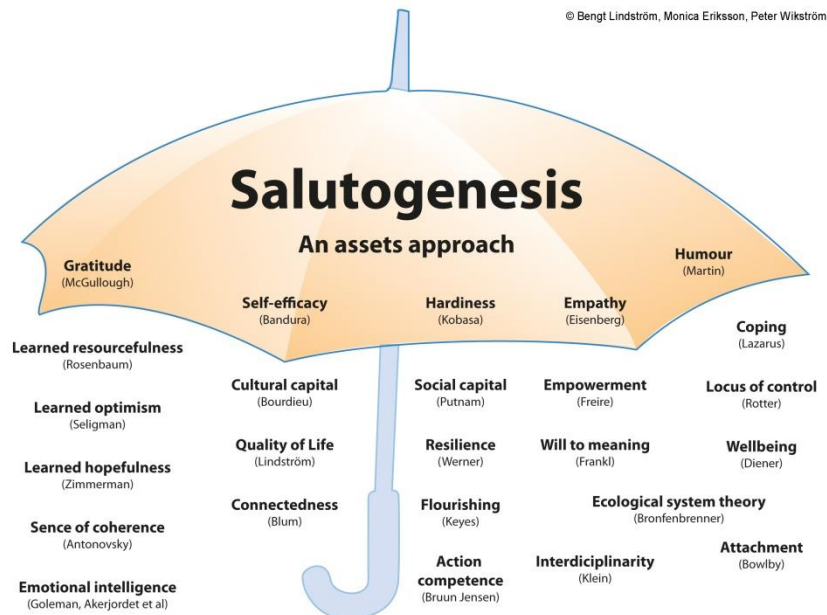 © Bengt Lindström, Monica Eriksson, Peter Wikström
Salutogenesis
An assets approach
Gratitude
(McGullough)
Humour
(Martin)
Self-efficacy
(Bandura)
Hardiness
(Kobasa)
Empathy
(Eisenberg)
Coping
(Lazarus)
Learned resourcefulness
(Rosenbaum)
Cultural capital
(Bourdieu)
Social capital
(Putnam)
Empowerment
(Freire)
Locus of control
(Rotter)
Learned optimism
(Seligman)
Quality of Life
(Lindström)
Resilience
(Werner)
Will to meaning
(Frankl)
Wellbeing
(Diener)
Learned hopefulness
(Zimmerman)
Connectedness
(Blum)
Flourishing
(Keyes)
Ecological system theory
(Bronfenbrenner)
Sence of coherence
(Antonovsky)
Action
competence
(Bruun Jensen)
Interdiciplinarity
(Klein)
Attachment
(Bowlby)
Emotional intelligence
(Goleman, Akerjordet et al)